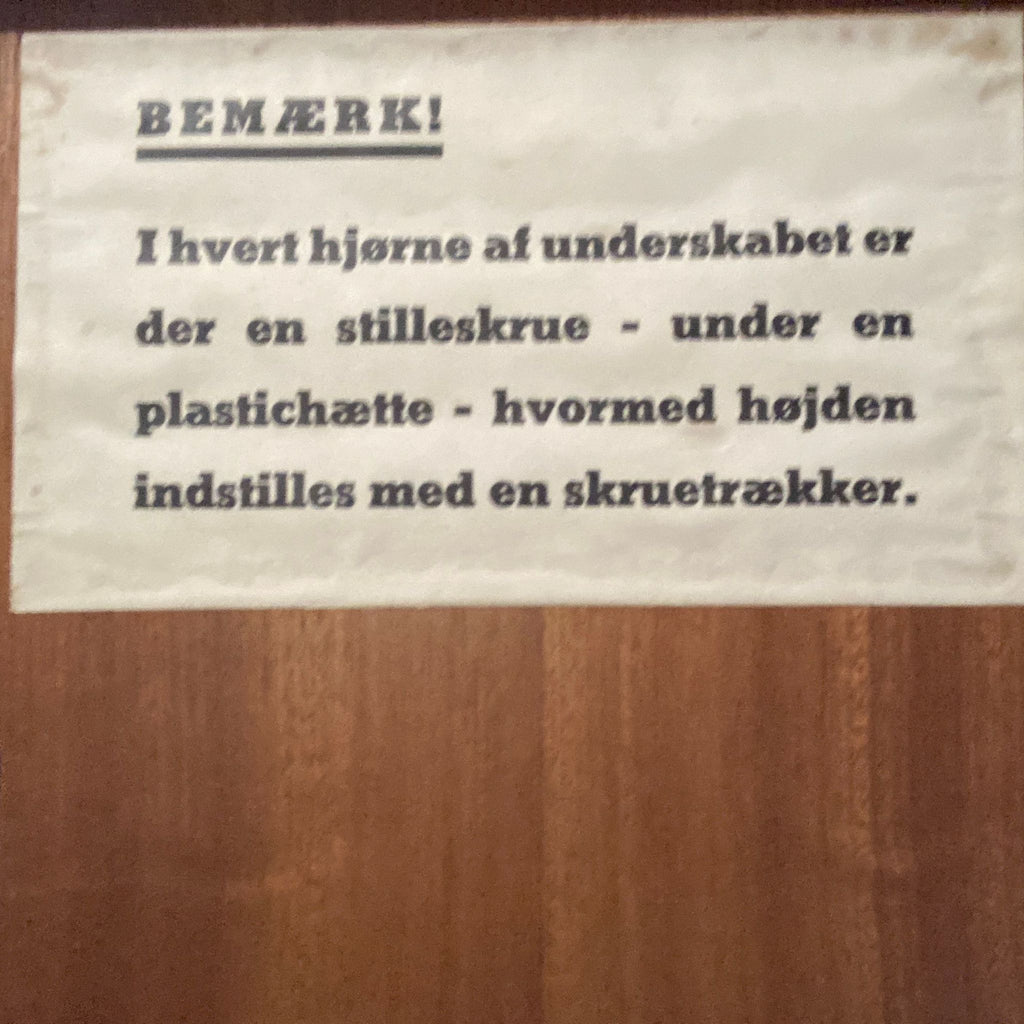 BEMÆRK!
I hvert hjørne af underskabet er
der en stilleskrue - under en
plastichætte - hvormed højden
indstilles med en skruetrækker.